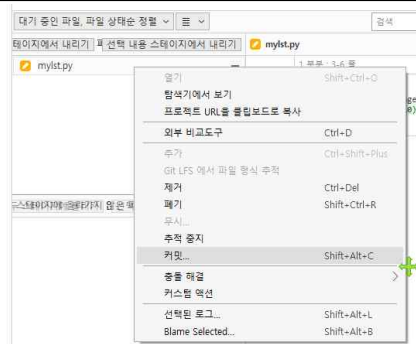 대기 중인 파일, 파일 상태순 정렬
검색
테이지에서 내리기
선택 내용 스테이지에서 내리기
mylst.py
mylst.py
열기 Shift+Ctrl+O
탐색기에서 보기
프로젝트 URL을 클립보드로 복사
외부 비교도구 Ctrl+D
추가 Ctrl+Shift+Plus
Git LFS 에서 파일 형식 추적
제거 Ctrl+Del
폐기 Shift+Ctrl+R
무시...
추적 중지
커밋... Shift+Alt+C
충돌 해결
커스텀 액션
선택된 로그... Shift+Alt+L
Blame Selected... Shift+Alt+B